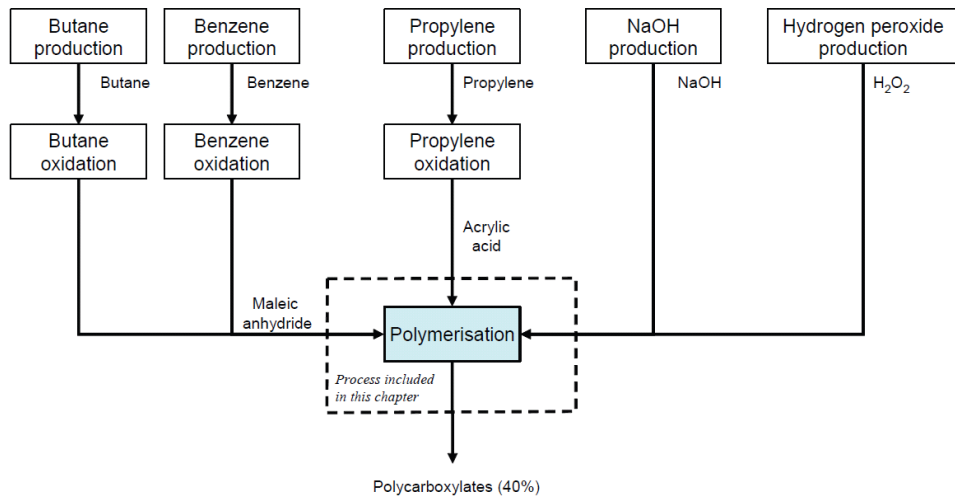 Butane
production
Benzene
production
Propylene
production
NaOH
production
Hydrogen peroxide
production
Butane
Benzene
Propylene
NaOH
H₂O₂
Butane
oxidation
Benzene
oxidation
Propylene
oxidation
Acrylic
acid
Maleic
anhydride
Polymerisation
Process included
in this chapter
Polycarboxylates (40%)